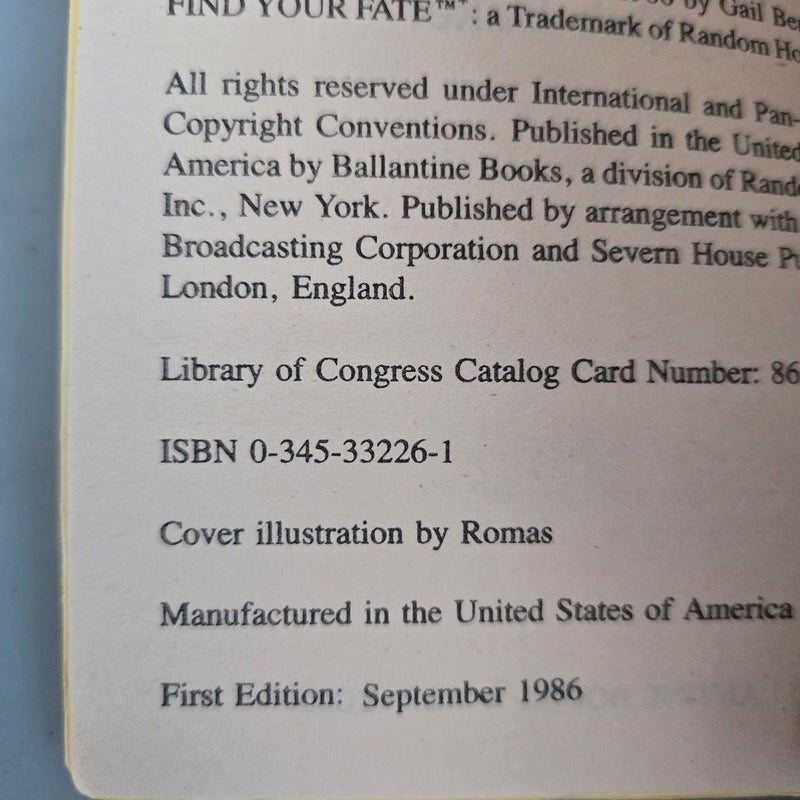 by Gail
FIND YOUR FATE™: a Trademark of Random
All rights reserved under International and Pan-
Copyright Conventions. Published in the United
America by Ballantine Books, a division of
Inc., New York. Published by arrangement with
Broadcasting Corporation and Severn House
London, England.
Library of Congress Catalog Card Number: 86
ISBN 0-345-33226-1
Cover illustration by Romas
Manufactured in the United States of America
First Edition: September 1986